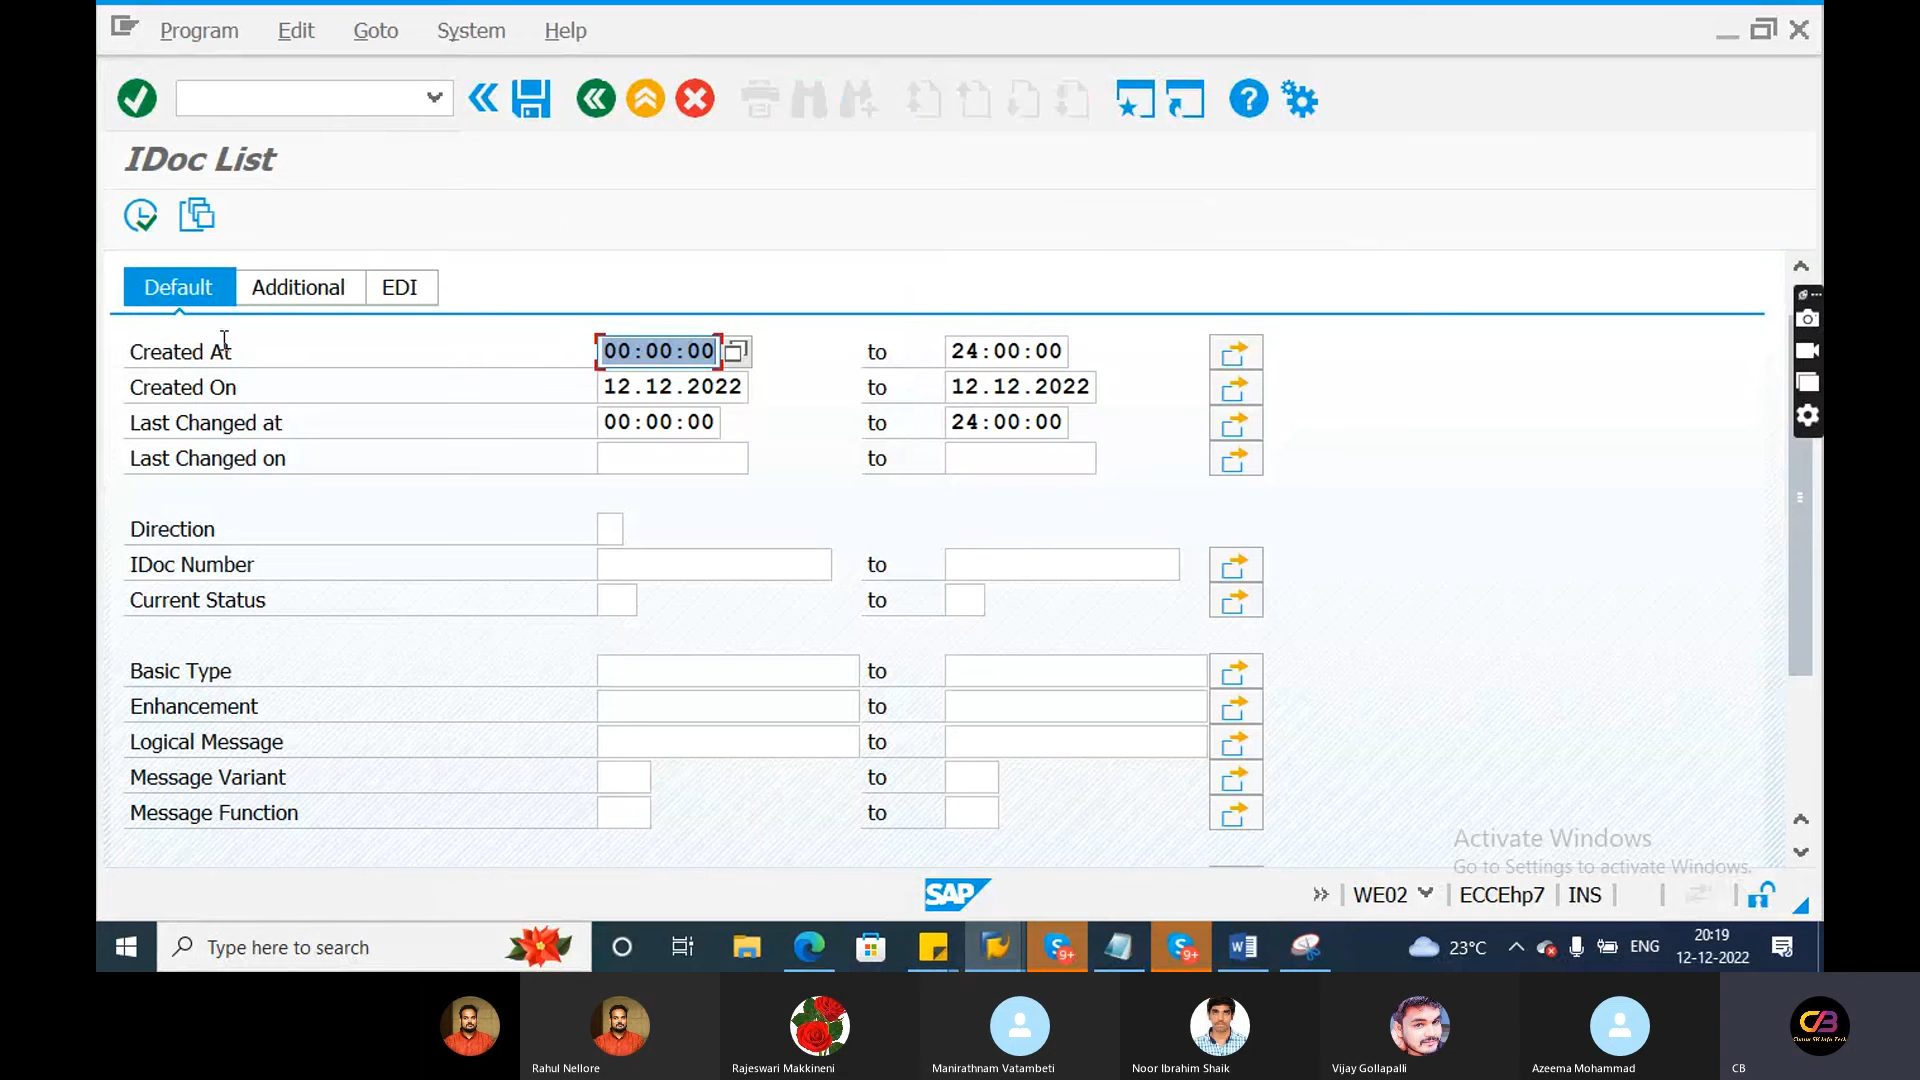 Program Edit Goto System Help
IDoc List
Default Additional EDI
Created At 00:00:00 to 24:00:00
Created On 12.12.2022 to 12.12.2022
Last Changed at 00:00:00 to 24:00:00
Last Changed on to
Direction
IDoc Number to
Current Status to
Basic Type to
Enhancement to
Logical Message to
Message Variant to
Message Function to
Activate Windows
Go to Settings to activate Windows.
SAP WE02 ECCEhp7 INS
Type here to search 9+ 9+ 23°C ENG 20:19
12-12-2022
CB
Rahul Nellore Rajeswari Makkineni Manirathnam Vatambeti Noor Ibrahim Shaik Vijay Gollapalli Azeema Mohammad CB